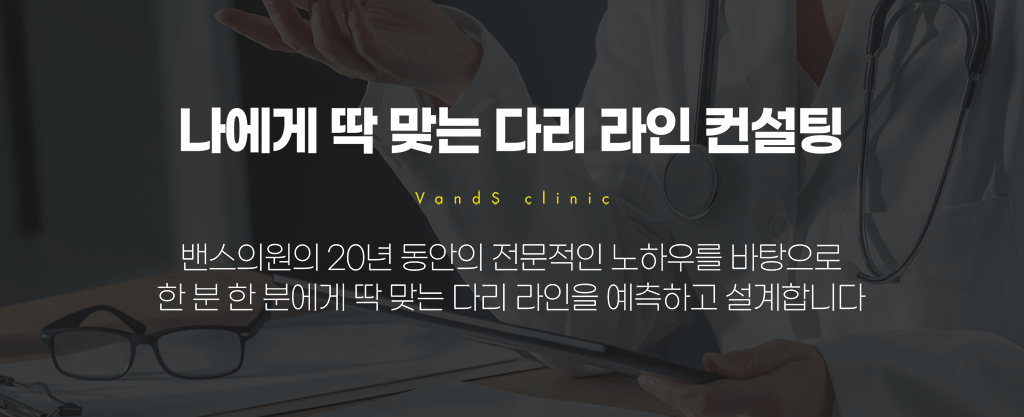 나에게 딱 맞는 다리 라인 컨설팅
VandS clinic
밴스의원의 20년 동안의 전문적인 노하우를 바탕으로
한 분 한 분에게 딱 맞는 다리 라인을 예측하고 설계합니다